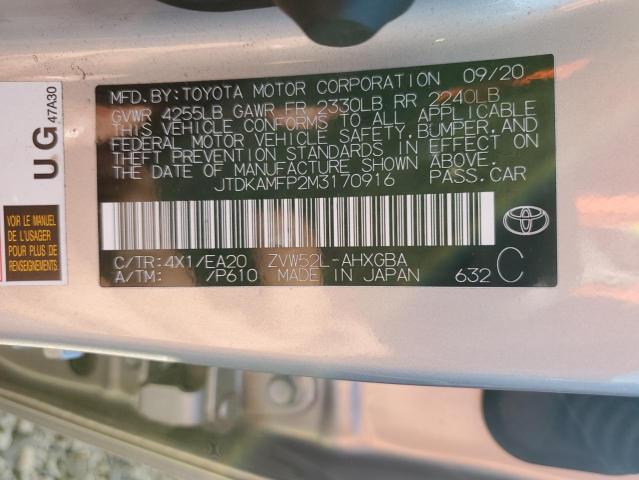 MFD.BY:TOYOTA MOTOR CORPORATION 09/20
GVWR 4255LB GAWR FR 2330LB RR 2240LB
THIS VEHICLE CONFORMS TO ALL APPLICABLE
FEDERAL MOTOR VEHICLE SAFETY,BUMPER,AND
THEFT PREVENTION STANDARDS IN EFFECT ON
THE DATE OF MANUFACTURE SHOWN ABOVE.
JTDKAMFP2M3170916 PASS.CAR
C/TR:4X1/EA20 ZVW52L-AHXGBA
A/TM: /P610 MADE IN JAPAN 632 C
TOYOTA
UG 47A30
VOIR LE MANUEL
DE L'USAGER
POUR PLUS DE
RENSEIGNEMENTS